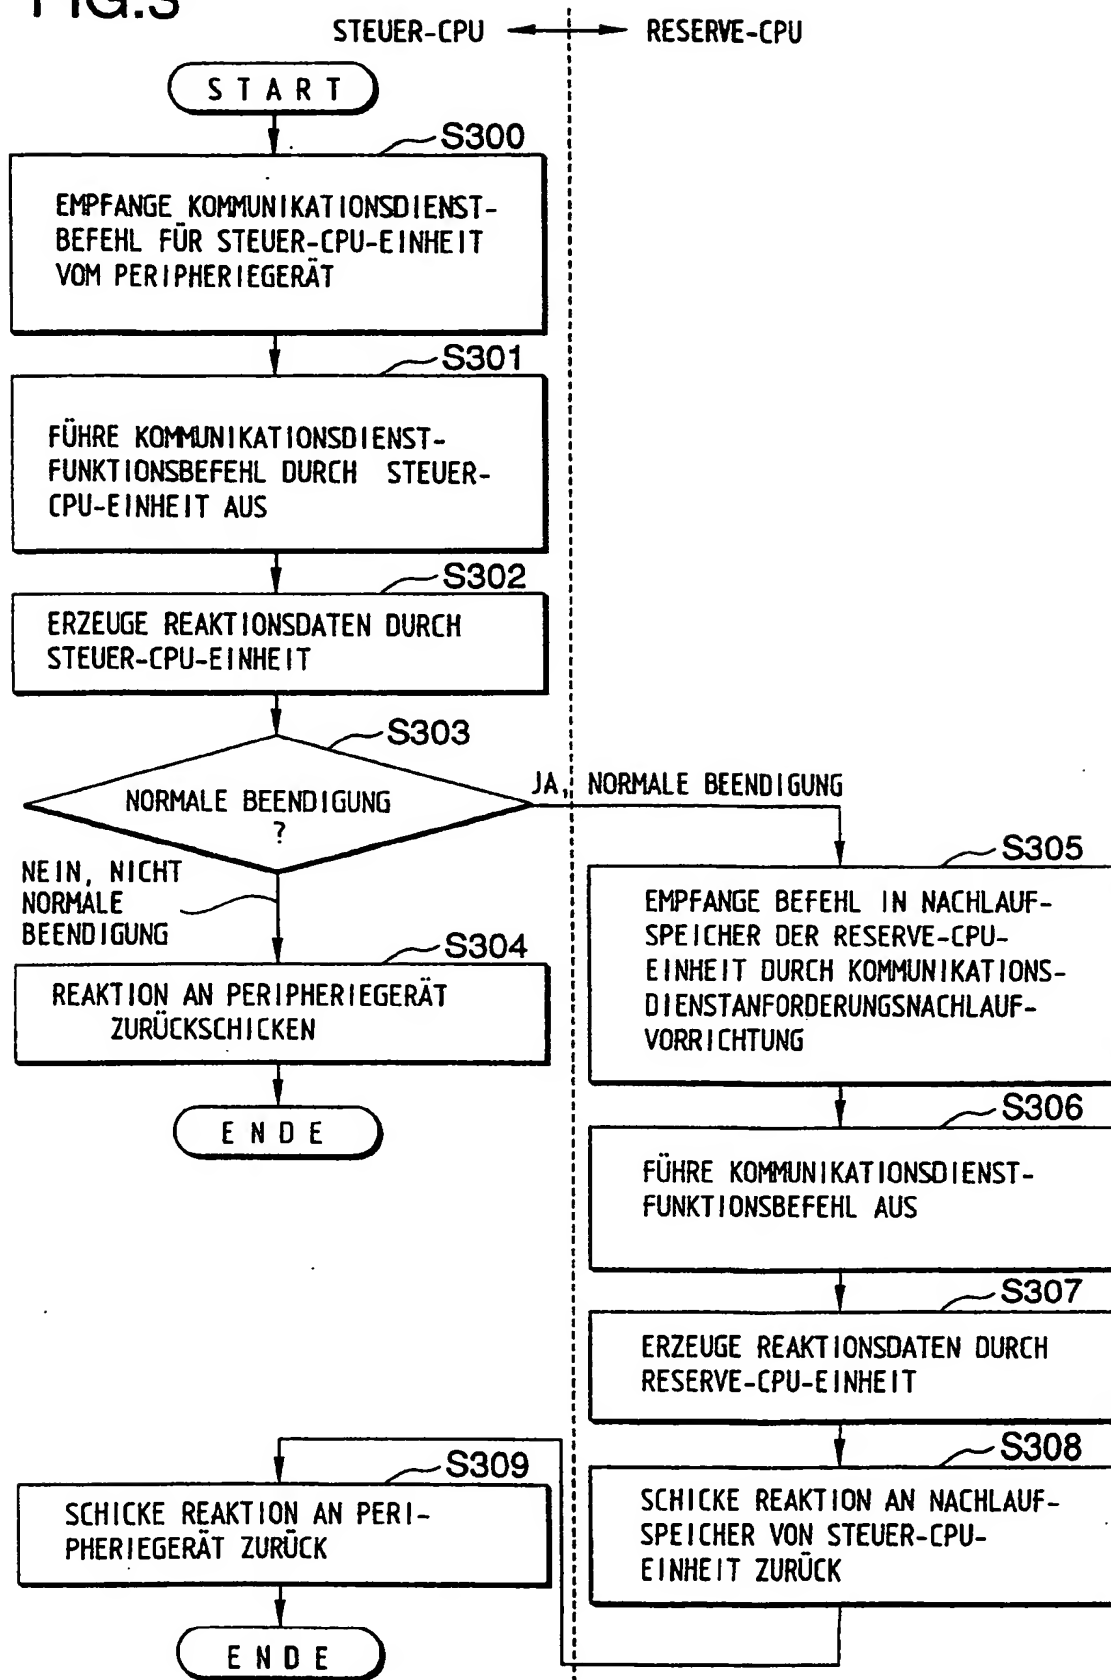 FIG.3
STEUER-CPU
RESERVE-CPU
START
S300
EMPFANGE KOMMUNIKATIONSDIENST-
BEFEHL FÜR STEUER-CPU-EINHEIT
VOM PERIPHERIEGERÄT
S301
FÜHRE KOMMUNIKATIONSDIENST-
FUNKTIONSBEFEHL DURCH STEUER-
CPU-EINHEIT AUS
S302
ERZEUGE REAKTIONSDATEN DURCH
STEUER-CPU-EINHEIT
S303
NORMALE BEENDIGUNG
?
JA, NORMALE BEENDIGUNG
NEIN, NICHT
NORMALE
BEENDIGUNG
S304
REAKTION AN PERIPHERIEGERÄT
ZURÜCKSCHICKEN
ENDE
S305
EMPFANGE BEFEHL IN NACHLAUF-
SPEICHER DER RESERVE-CPU-
EINHEIT DURCH KOMMUNIKATIONS-
DIENSTANFORDERUNGSNACHLAUF-
VORRICHTUNG
S306
FÜHRE KOMMUNIKATIONSDIENST-
FUNKTIONSBEFEHL AUS
S307
ERZEUGE REAKTIONSDATEN DURCH
RESERVE-CPU-EINHEIT
S308
SCHICKE REAKTION AN NACHLAUF-
SPEICHER VON STEUER-CPU-
EINHEIT ZURÜCK
S309
SCHICKE REAKTION AN PERI-
PHERIEGERÄT ZURÜCK
ENDE